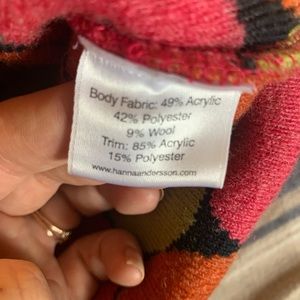 Body Fabric: 49% Acrylic
42% Polyester
9% Wool
Trim: 85% Acrylic
15% Polyester
www.hannaandersson.com